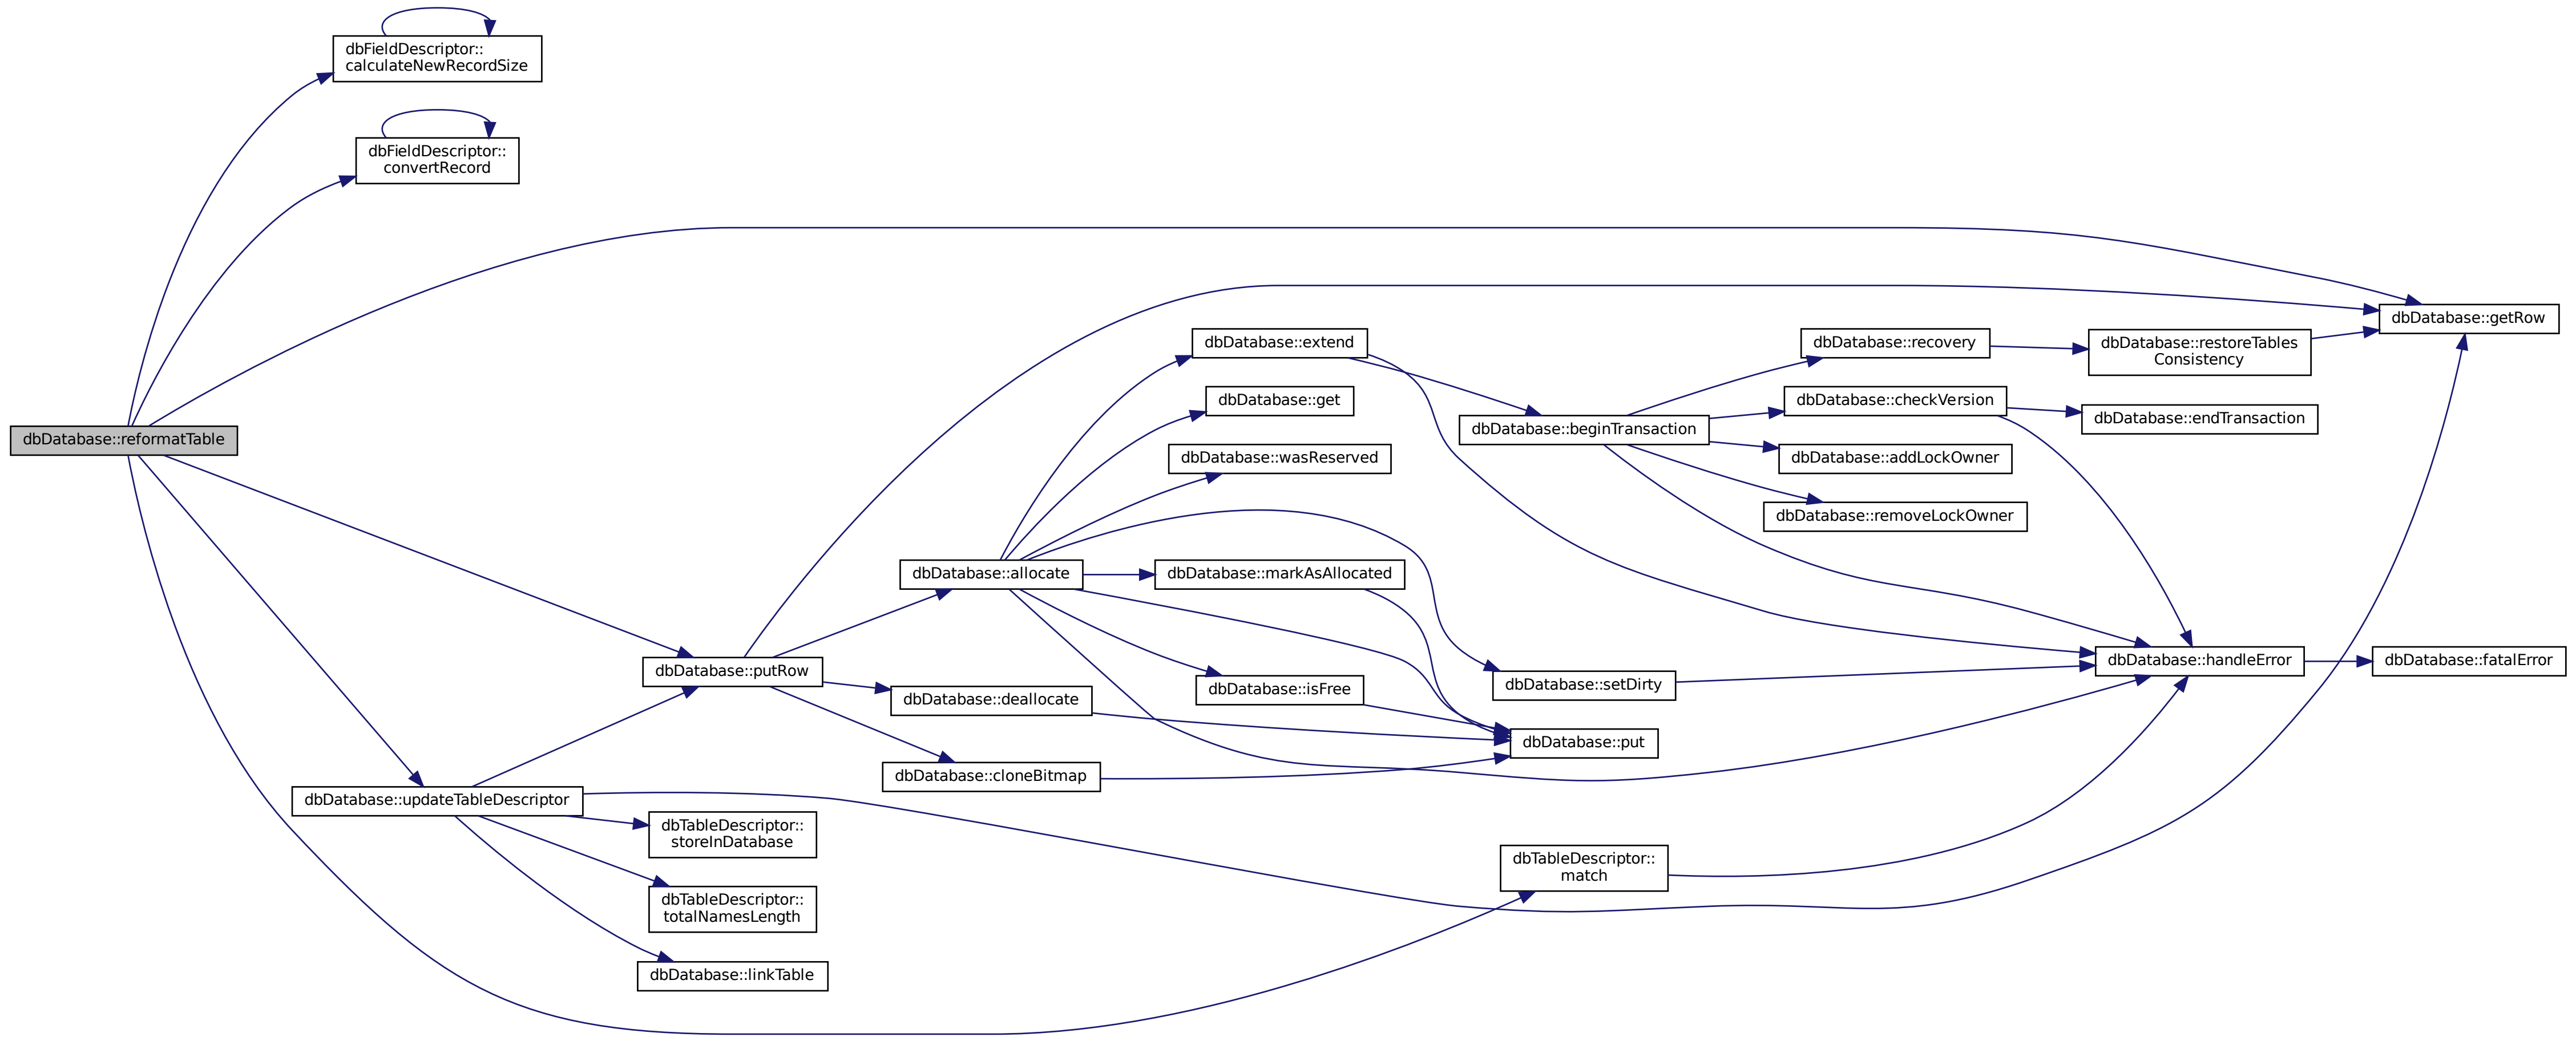 dbFieldDescriptor::
calculateNewRecordSize
dbFieldDescriptor::
convertRecord
dbDatabase::getRow
dbDatabase::extend
dbDatabase::recovery
dbDatabase::restoreTables
Consistency
dbDatabase::get
dbDatabase::checkVersion
dbDatabase::endTransaction
dbDatabase::beginTransaction
dbDatabase::reformatTable
dbDatabase::wasReserved
dbDatabase::addLockOwner
dbDatabase::removeLockOwner
dbDatabase::allocate
dbDatabase::markAsAllocated
dbDatabase::putRow
dbDatabase::handleError
dbDatabase::fatalError
dbDatabase::isFree
dbDatabase::setDirty
dbDatabase::deallocate
dbDatabase::put
dbDatabase::cloneBitmap
dbDatabase::updateTableDescriptor
dbTableDescriptor::
storeInDatabase
dbTableDescriptor::
match
dbTableDescriptor::
totalNamesLength
dbDatabase::linkTable